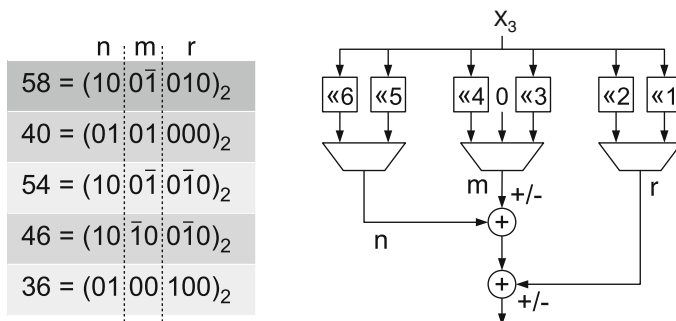 n m r
58 = (10 01̄ 010)₂
40 = (01 01 000)₂
54 = (10 01̄ 01̄0)₂
46 = (10 1̄0 01̄0)₂
36 = (01 00 100)₂
X₃
«6 «5 «4 0 «3 «2 «1
m +/- r
+
n
+
+/-